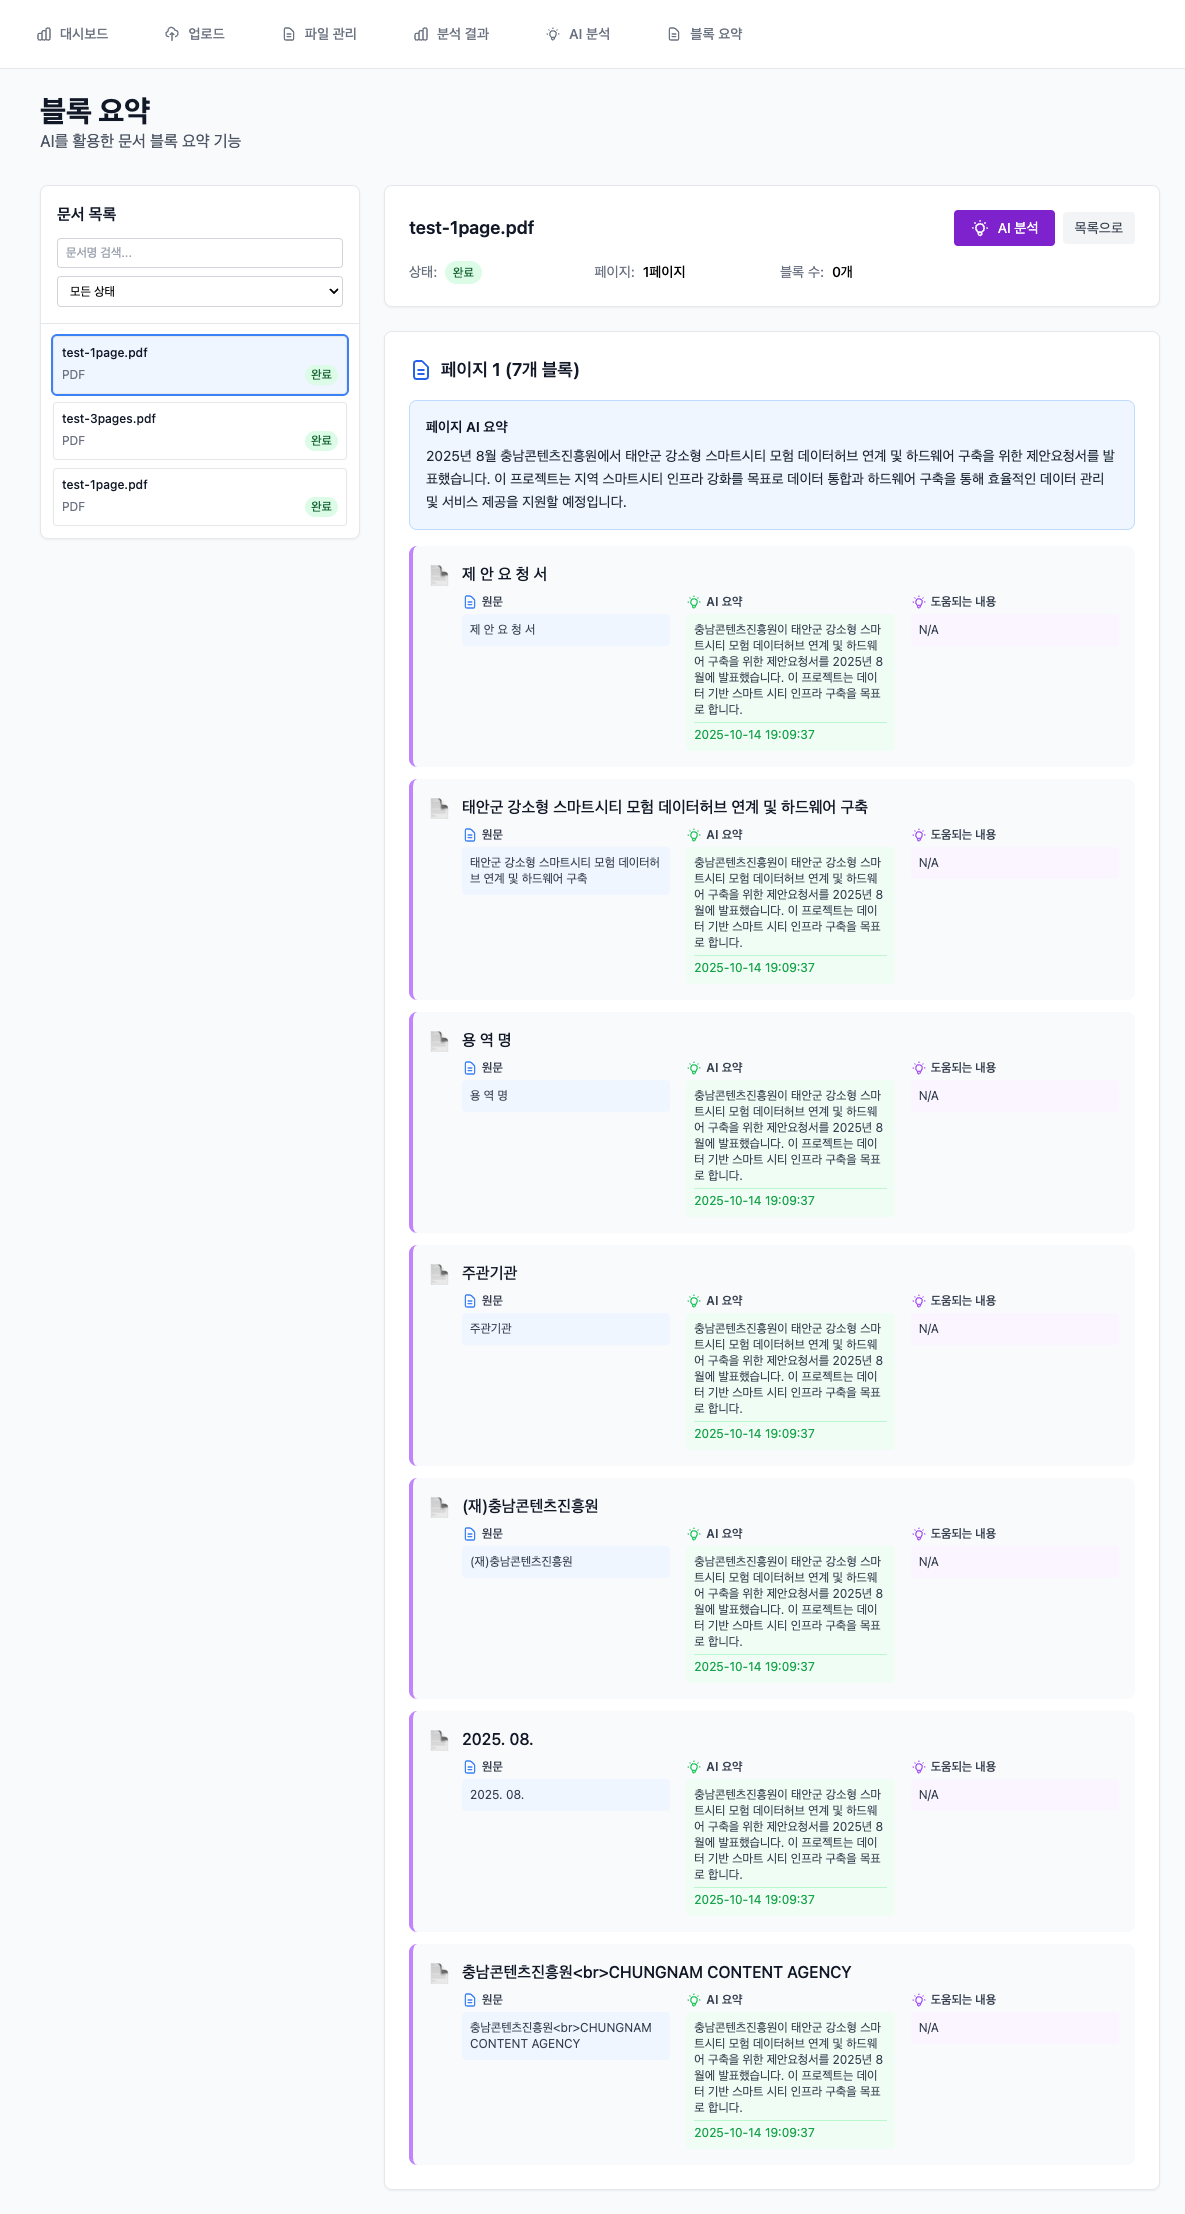 대시보드 업로드 파일 관리 분석 결과 AI 분석 블록 요약
블록 요약
AI를 활용한 문서 블록 요약 기능
문서 목록
문서명 검색...
모든 상태
test-1page.pdf
PDF 완료
test-3pages.pdf
PDF 완료
test-1page.pdf
PDF 완료
test-1page.pdf
AI 분석 목록으로
상태: 완료 페이지: 1페이지 블록 수: 0개
페이지 1 (7개 블록)
페이지 AI 요약
2025년 8월 충남콘텐츠진흥원에서 태안군 강소형 스마트시티 모험 데이터허브 연계 및 하드웨어 구축을 위한 제안요청서를 발
표했습니다. 이 프로젝트는 지역 스마트시티 인프라 강화를 목표로 데이터 통합과 하드웨어 구축을 통해 효율적인 데이터 관리
및 서비스 제공을 지원할 예정입니다.
제 안 요 청 서
원문
제 안 요 청 서
AI 요약
충남콘텐츠진흥원이 태안군 강소형 스마
트시티 모험 데이터허브 연계 및 하드웨
어 구축을 위한 제안요청서를 2025년 8
월에 발표했습니다. 이 프로젝트는 데이
터 기반 스마트 시티 인프라 구축을 목표
로 합니다.
2025-10-14 19:09:37
도움되는 내용
N/A
태안군 강소형 스마트시티 모험 데이터허브 연계 및 하드웨어 구축
원문
태안군 강소형 스마트시티 모험 데이터허
브 연계 및 하드웨어 구축
AI 요약
충남콘텐츠진흥원이 태안군 강소형 스마
트시티 모험 데이터허브 연계 및 하드웨
어 구축을 위한 제안요청서를 2025년 8
월에 발표했습니다. 이 프로젝트는 데이
터 기반 스마트 시티 인프라 구축을 목표
로 합니다.
2025-10-14 19:09:37
도움되는 내용
N/A
용 역 명
원문
용 역 명
AI 요약
충남콘텐츠진흥원이 태안군 강소형 스마
트시티 모험 데이터허브 연계 및 하드웨
어 구축을 위한 제안요청서를 2025년 8
월에 발표했습니다. 이 프로젝트는 데이
터 기반 스마트 시티 인프라 구축을 목표
로 합니다.
2025-10-14 19:09:37
도움되는 내용
N/A
주관기관
원문
주관기관
AI 요약
충남콘텐츠진흥원이 태안군 강소형 스마
트시티 모험 데이터허브 연계 및 하드웨
어 구축을 위한 제안요청서를 2025년 8
월에 발표했습니다. 이 프로젝트는 데이
터 기반 스마트 시티 인프라 구축을 목표
로 합니다.
2025-10-14 19:09:37
도움되는 내용
N/A
(재)충남콘텐츠진흥원
원문
(재)충남콘텐츠진흥원
AI 요약
충남콘텐츠진흥원이 태안군 강소형 스마
트시티 모험 데이터허브 연계 및 하드웨
어 구축을 위한 제안요청서를 2025년 8
월에 발표했습니다. 이 프로젝트는 데이
터 기반 스마트 시티 인프라 구축을 목표
로 합니다.
2025-10-14 19:09:37
도움되는 내용
N/A
2025. 08.
원문
2025. 08.
AI 요약
충남콘텐츠진흥원이 태안군 강소형 스마
트시티 모험 데이터허브 연계 및 하드웨
어 구축을 위한 제안요청서를 2025년 8
월에 발표했습니다. 이 프로젝트는 데이
터 기반 스마트 시티 인프라 구축을 목표
로 합니다.
2025-10-14 19:09:37
도움되는 내용
N/A
충남콘텐츠진흥원<br>CHUNGNAM CONTENT AGENCY
원문
충남콘텐츠진흥원<br>CHUNGNAM
CONTENT AGENCY
AI 요약
충남콘텐츠진흥원이 태안군 강소형 스마
트시티 모험 데이터허브 연계 및 하드웨
어 구축을 위한 제안요청서를 2025년 8
월에 발표했습니다. 이 프로젝트는 데이
터 기반 스마트 시티 인프라 구축을 목표
로 합니다.
2025-10-14 19:09:37
도움되는 내용
N/A